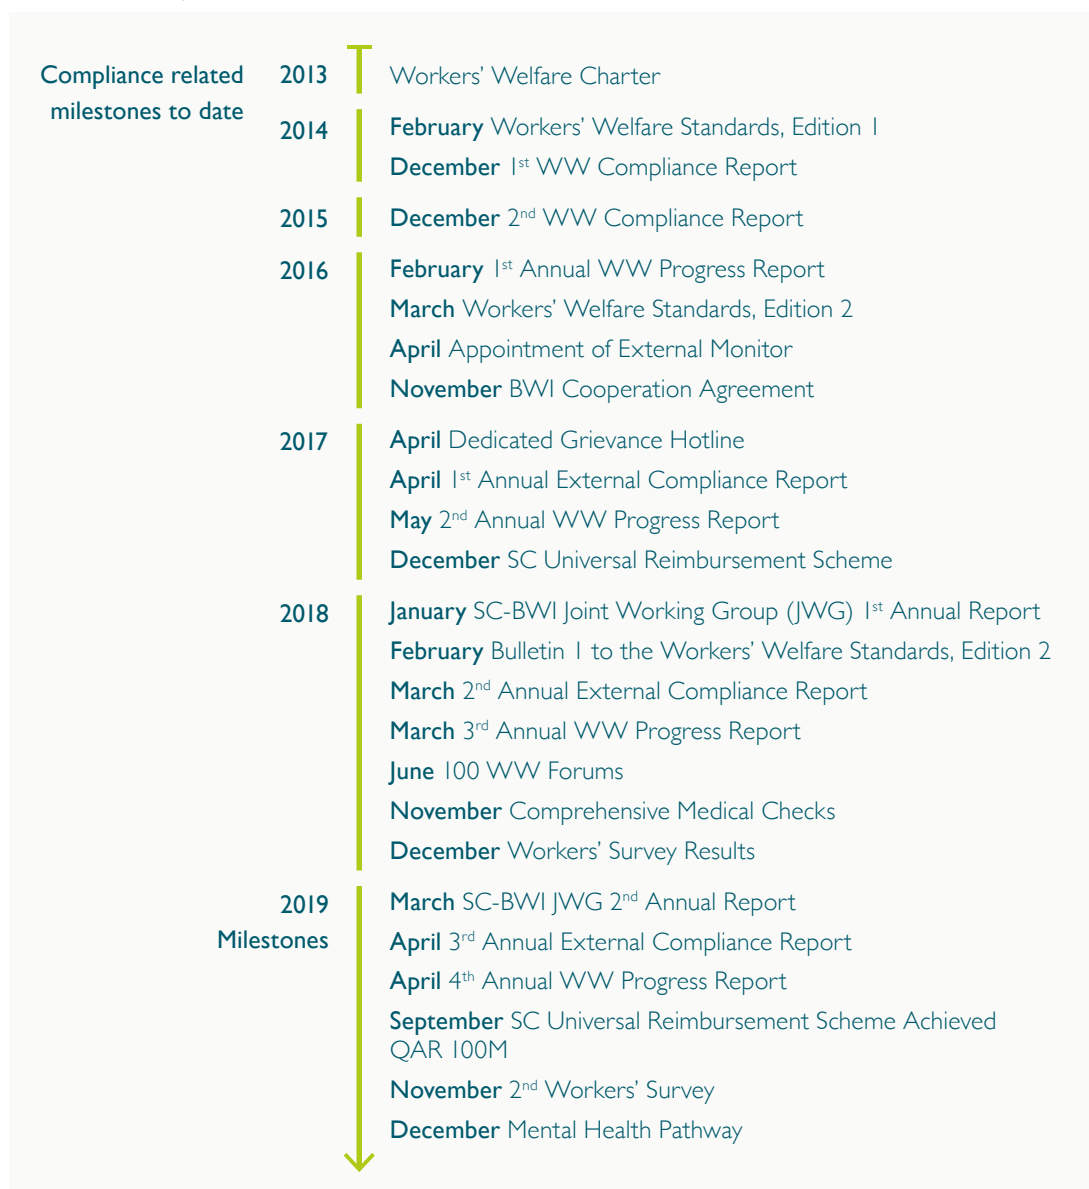 Compliance related
milestones to date
2013
Workers’ Welfare Charter
2014
February Workers’ Welfare Standards, Edition 1
December 1st WW Compliance Report
2015
December 2nd WW Compliance Report
2016
February 1st Annual WW Progress Report
March Workers’ Welfare Standards, Edition 2
April Appointment of External Monitor
November BWI Cooperation Agreement
2017
April Dedicated Grievance Hotline
April 1st Annual External Compliance Report
May 2nd Annual WW Progress Report
December SC Universal Reimbursement Scheme
2018
January SC-BWI Joint Working Group (JWG) 1st Annual Report
February Bulletin 1 to the Workers’ Welfare Standards, Edition 2
March 2nd Annual External Compliance Report
March 3rd Annual WW Progress Report
June 100 WW Forums
November Comprehensive Medical Checks
December Workers’ Survey Results
2019
Milestones
March SC-BWI JWG 2nd Annual Report
April 3rd Annual External Compliance Report
April 4th Annual WW Progress Report
September SC Universal Reimbursement Scheme Achieved
QAR 100M
November 2nd Workers’ Survey
December Mental Health Pathway